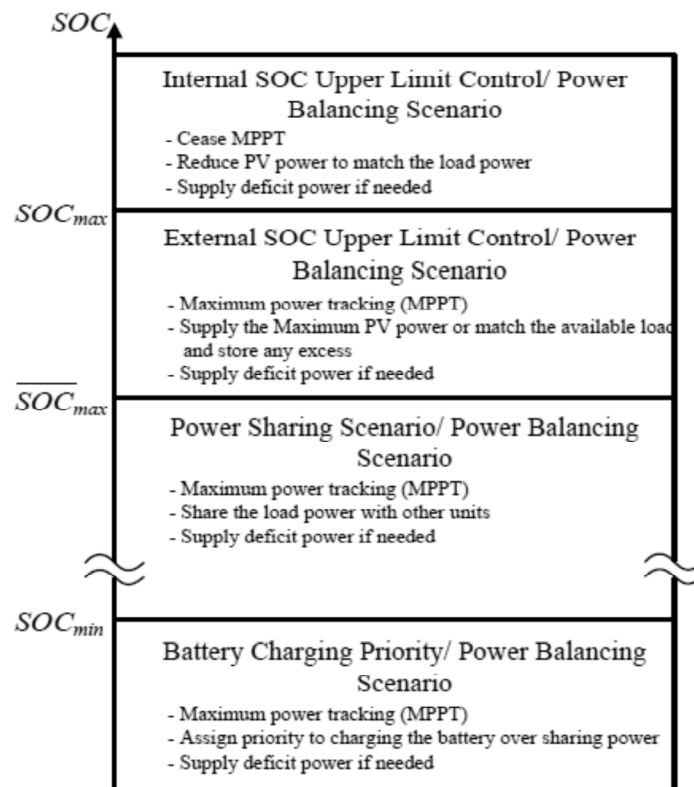 SOC
Internal SOC Upper Limit Control/ Power
Balancing Scenario
- Cease MPPT
- Reduce PV power to match the load power
- Supply deficit power if needed
SOCmax
External SOC Upper Limit Control/ Power
Balancing Scenario
- Maximum power tracking (MPPT)
- Supply the Maximum PV power or match the available load
and store any excess
- Supply deficit power if needed
SOCmax
Power Sharing Scenario/ Power Balancing
Scenario
- Maximum power tracking (MPPT)
- Share the load power with other units
- Supply deficit power if needed
SOCmin
Battery Charging Priority/ Power Balancing
Scenario
- Maximum power tracking (MPPT)
- Assign priority to charging the battery over sharing power
- Supply deficit power if needed